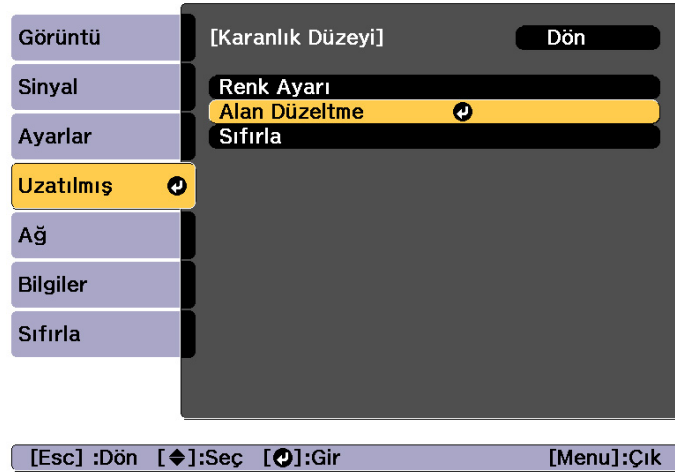 Görüntü
Sinyal
Ayarlar
Uzatılmış
Ağ
Bilgiler
Sıfırla
[Karanlık Düzeyi] Dön
Renk Ayarı
Alan Düzeltme
Sıfırla
[Esc] :Dön [◆]:Seç [↵]:Gir [Menu]:Çık